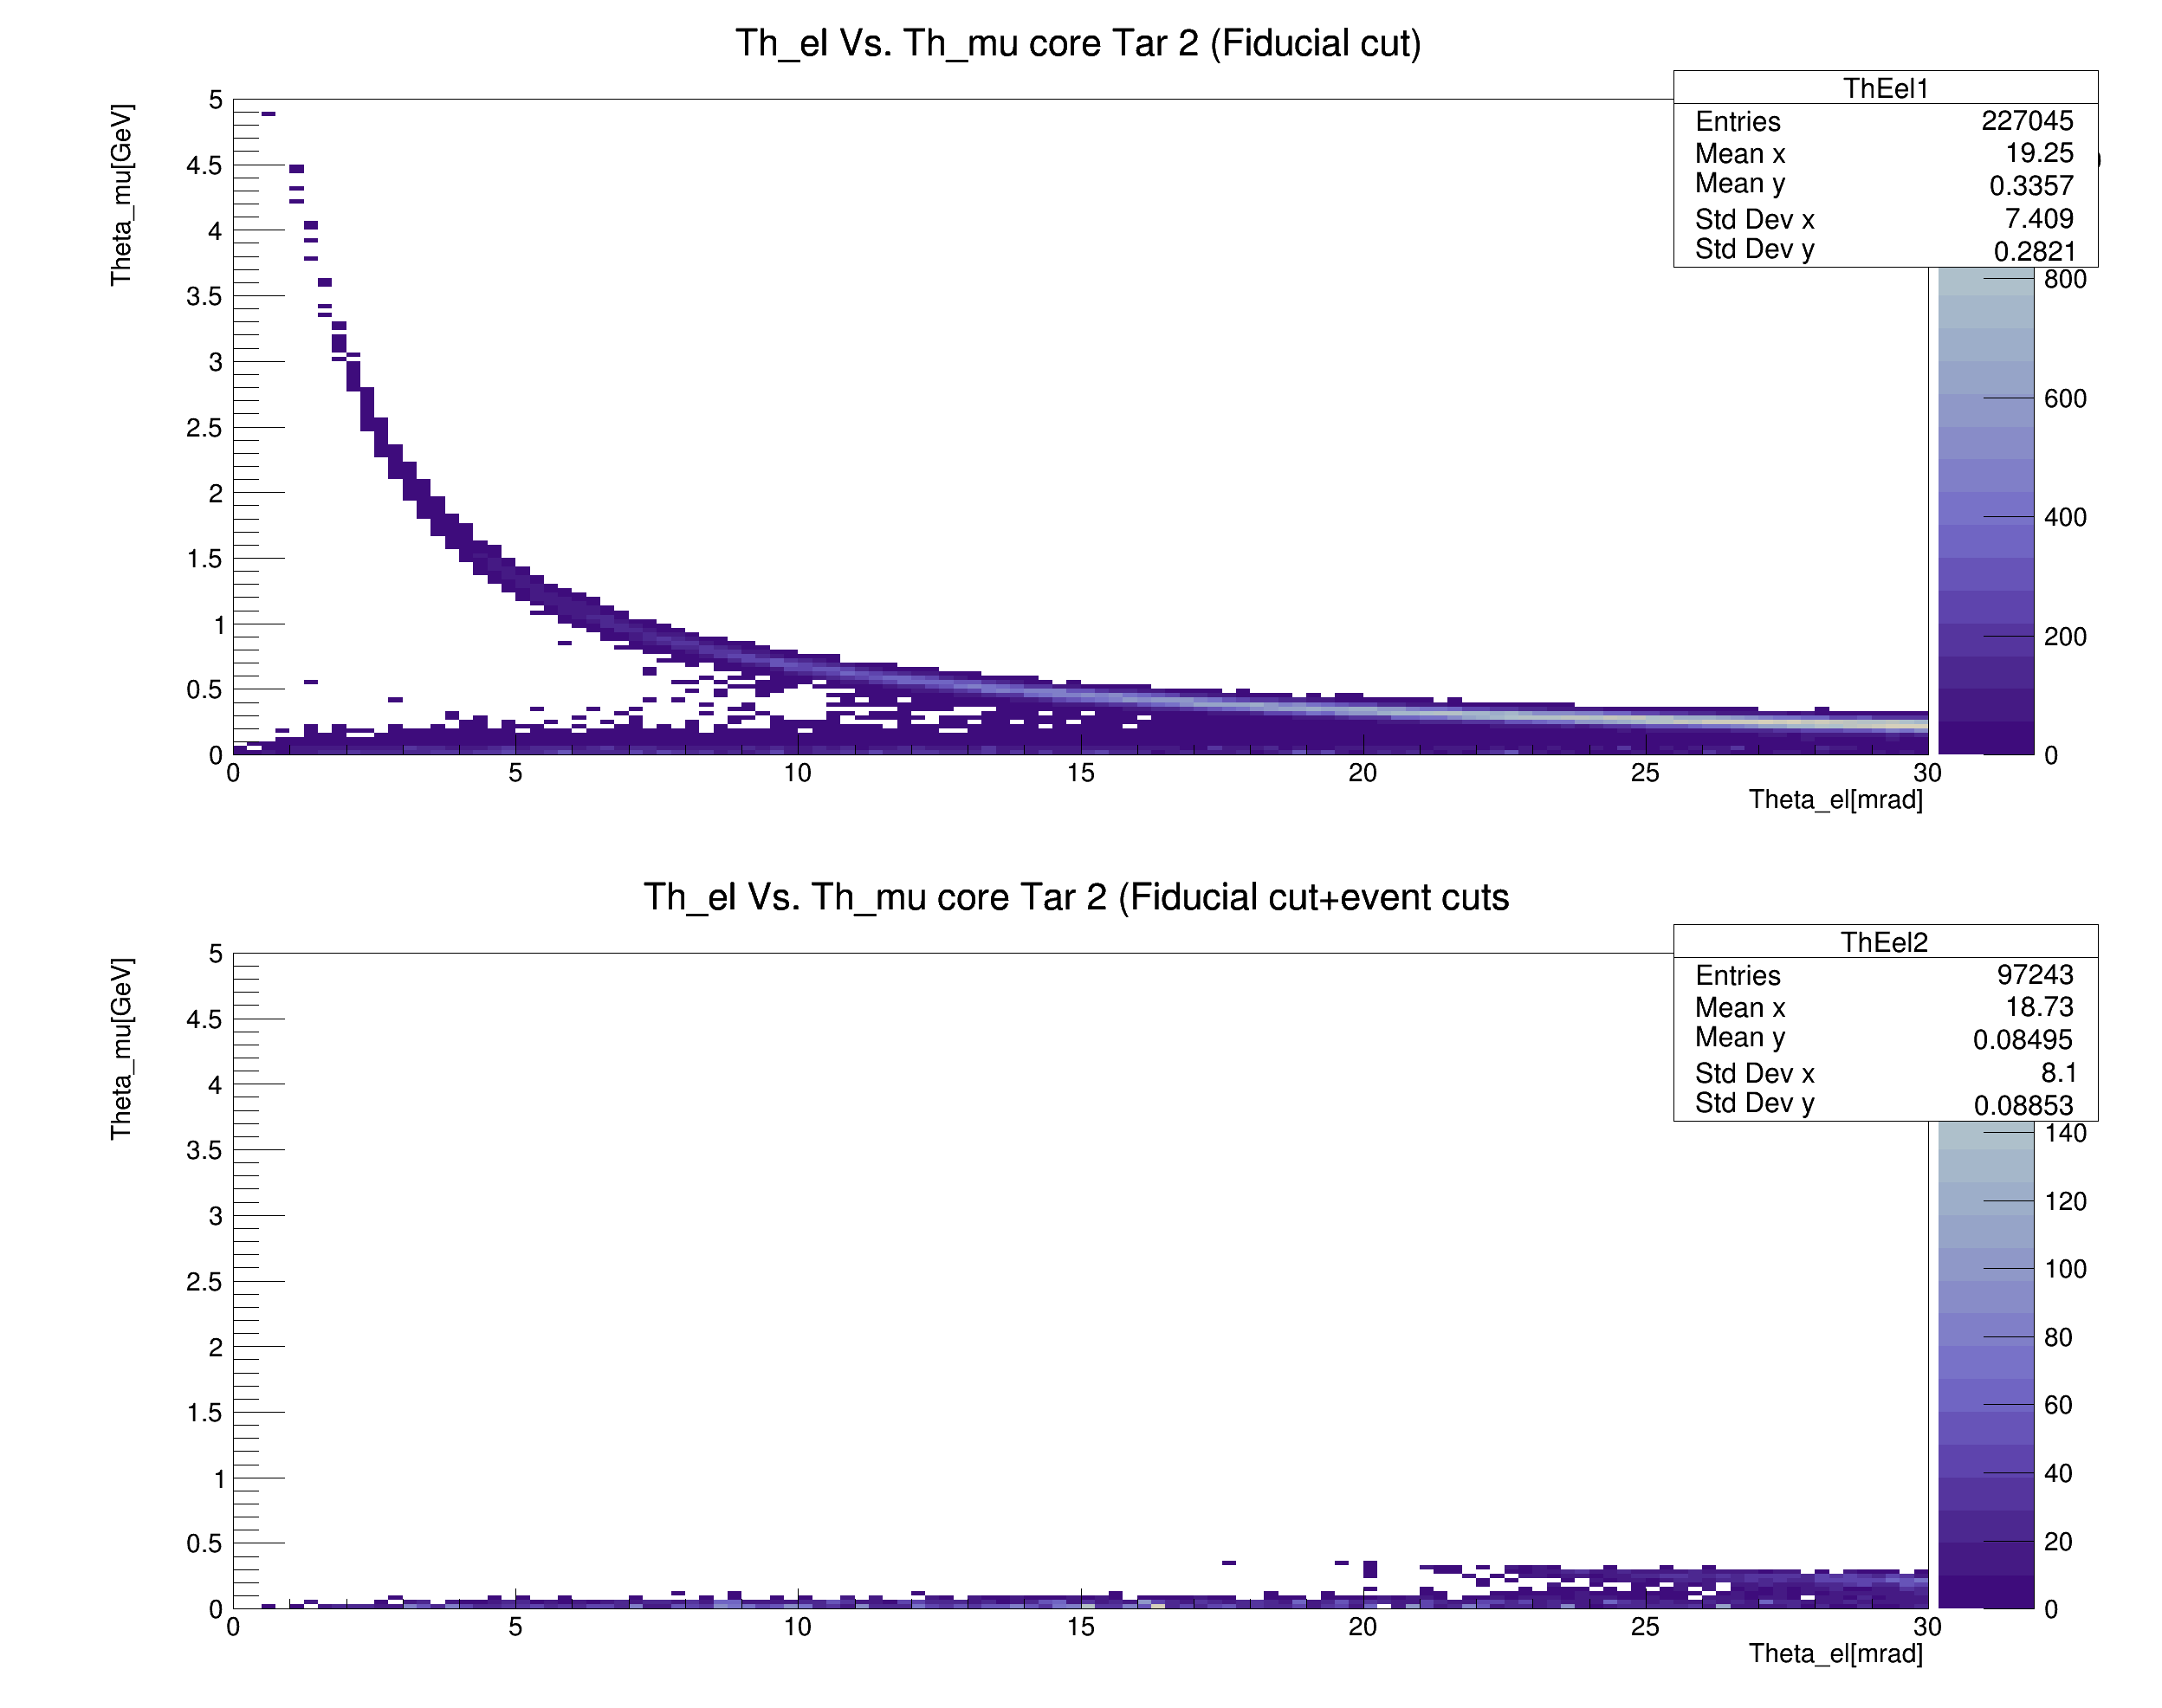 Th_el Vs. Th_mu core Tar 2 (Fiducial cut)
Theta_mu[GeV]
ThEel1
Entries 227045
Mean x 19.25
Mean y 0.3357
Std Dev x 7.409
Std Dev y 0.2821
5
4.5
4
3.5
3
2.5
2
1.5
1
0.5
0
800
600
400
200
0
0 5 10 15 20 25 30
Theta_el[mrad]
Th_el Vs. Th_mu core Tar 2 (Fiducial cut+event cuts
Theta_mu[GeV]
ThEel2
Entries 97243
Mean x 18.73
Mean y 0.08495
Std Dev x 8.1
Std Dev y 0.08853
5
4.5
4
3.5
3
2.5
2
1.5
1
0.5
0
140
120
100
80
60
40
20
0
0 5 10 15 20 25 30
Theta_el[mrad]